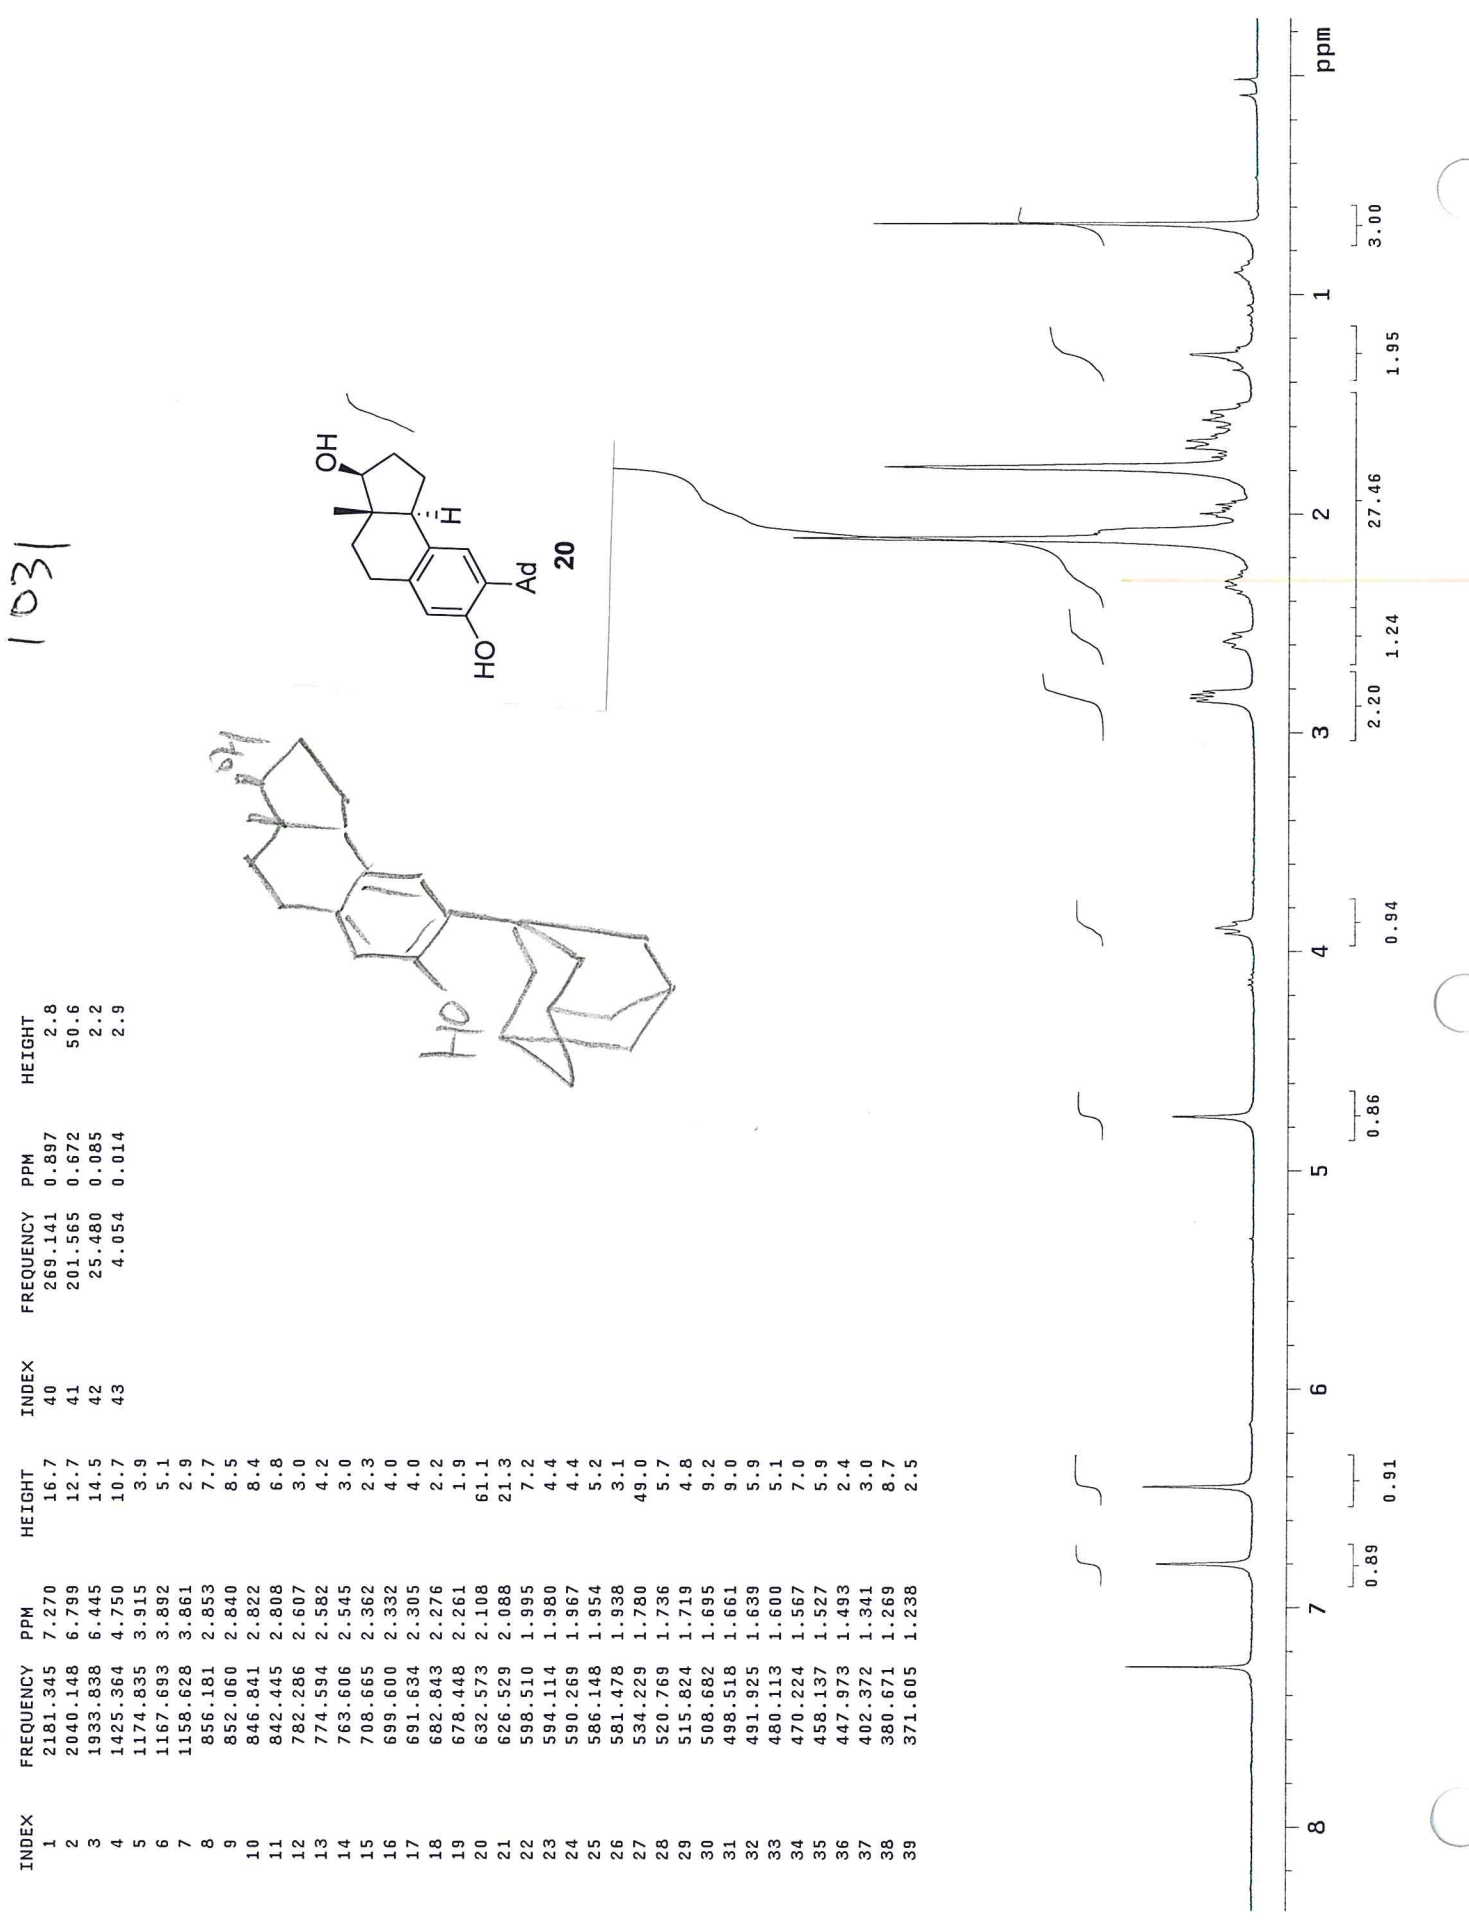 1031
INDEX FREQUENCY PPM HEIGHT INDEX FREQUENCY PPM HEIGHT
1 2181.345 7.270 16.7 40 269.141 0.897 2.8
2 2040.148 6.799 12.7 41 201.565 0.672 50.6
3 1933.838 6.445 14.5 42 25.480 0.085 2.2
4 1425.364 4.750 10.7 43 4.054 0.014 2.9
5 1174.835 3.915 3.9
6 1167.693 3.892 5.1
7 1158.628 3.861 2.9
8 856.181 2.853 7.7
9 852.060 2.840 8.5
10 846.841 2.822 8.4
11 842.445 2.808 6.8
12 782.286 2.607 3.0
13 774.594 2.582 4.2
14 763.606 2.545 3.0
15 708.665 2.362 2.3
16 699.600 2.332 4.0
17 691.634 2.305 4.0
18 682.843 2.276 2.2
19 678.448 2.261 1.9
20 632.573 2.108 61.1
21 626.529 2.088 21.3
22 598.510 1.995 7.2
23 594.114 1.980 4.4
24 590.269 1.967 4.4
25 586.148 1.954 5.2
26 581.478 1.938 3.1
27 534.229 1.780 49.0
28 520.769 1.736 5.7
29 515.824 1.719 4.8
30 508.682 1.695 9.2
31 498.518 1.661 9.0
32 491.925 1.639 5.9
33 480.113 1.600 5.1
34 470.224 1.567 7.0
35 458.137 1.527 5.9
36 447.973 1.493 2.4
37 402.372 1.341 3.0
38 380.671 1.269 8.7
39 371.605 1.238 2.5
OH
HO
OH
H
HO
Ad
20
8 7 6 5 4 3 2 1 ppm
0.89 0.91 0.86 0.94 2.20 1.24 27.46 1.95 3.00